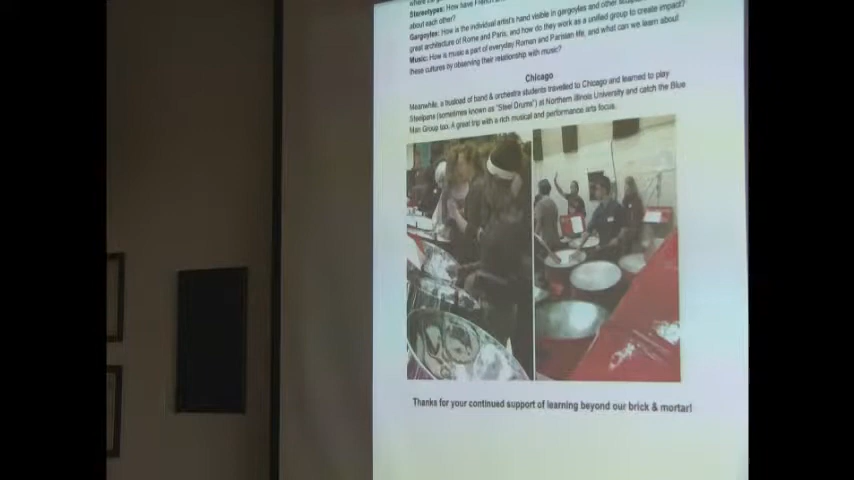 Stereotypes: How have French
about each other?
Gargoyles: How is the individual artist's hand visible in gargoyles and other
great architecture of Rome and Paris, and how do they work as a unified group to create impact?
Music: How is music a part of everyday Roman and Parisian life, and what can we learn about
these cultures by observing their relationship with music?
Chicago
Meanwhile, a busload of band & orchestra students travelled to Chicago and learned to play
Steelpans (sometimes known as "Steel Drums") at Northern Illinois University and catch the Blue
Man Group too. A great trip with a rich musical and performance arts focus.
Thanks for your continued support of learning beyond our brick & mortar!